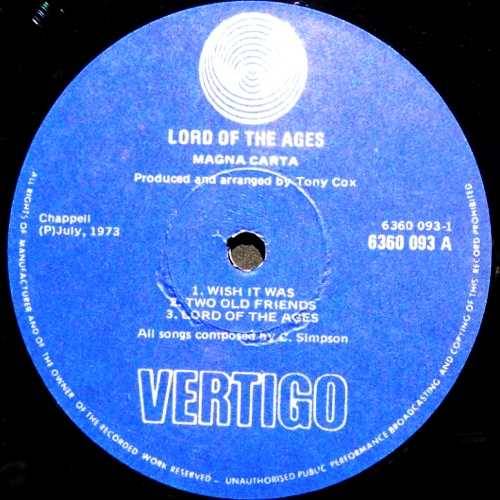 LORD OF THE AGES
MAGNA CARTA
Produced and arranged by Tony Cox
Chappell
(P)July, 1973
6360 093-1
6360 093 A
1. WISH IT WAS
2. TWO OLD FRIENDS
3. LORD OF THE AGES
All songs composed by C. Simpson
VERTIGO
ALL RIGHTS OF MANUFACTURER AND OF THE OWNER OF THE RECORDED WORK RESERVED – UNAUTHORISED PUBLIC PERFORMANCE BROADCASTING AND COPYING OF THIS RECORD PROHIBITED